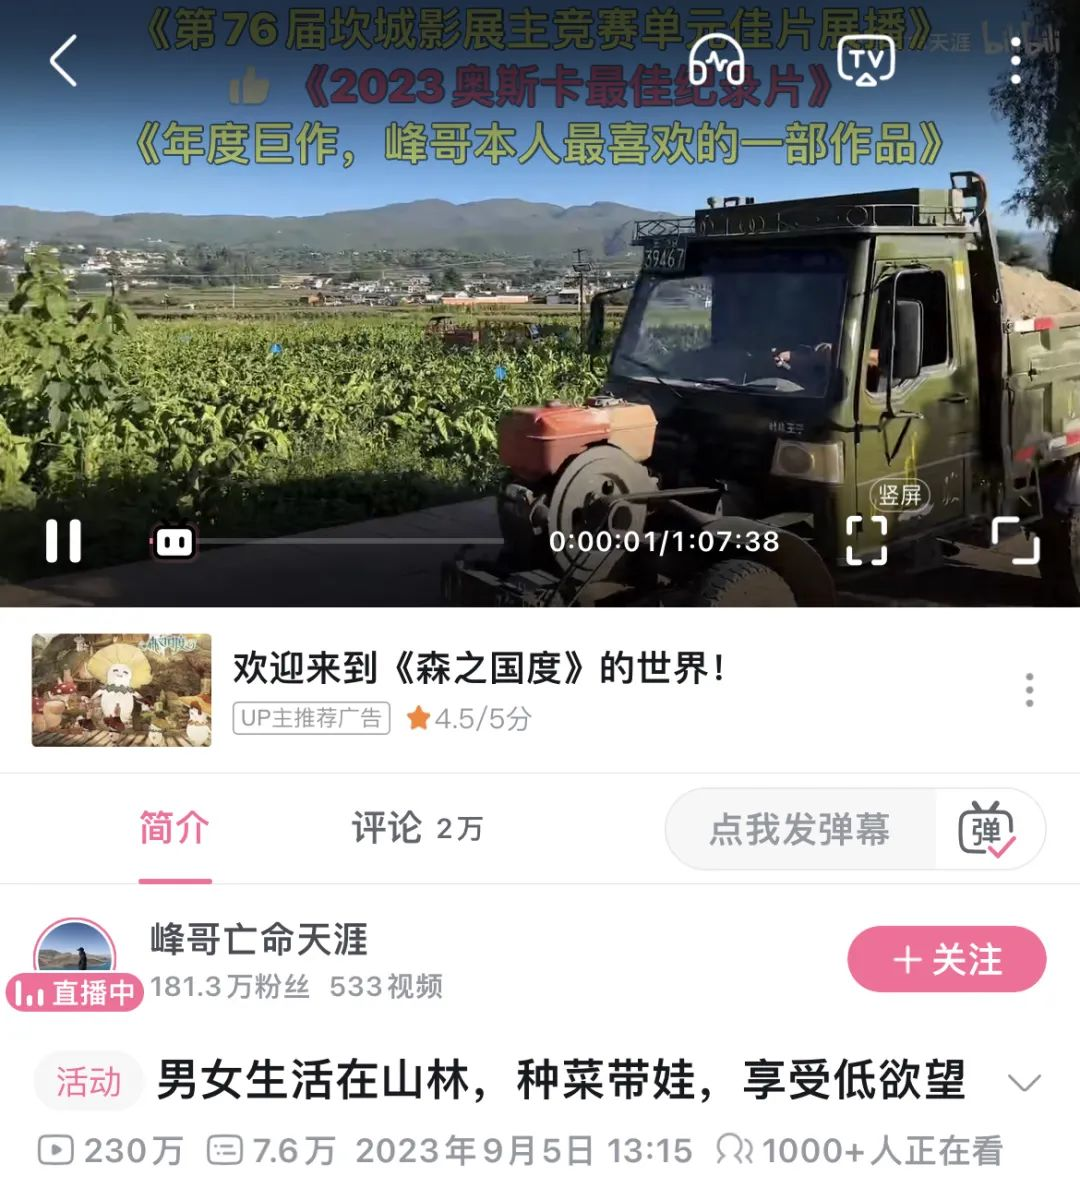 《第76届坎城影展主竞赛单元佳片展播》
天涯 bilibili
TV
《2023奥斯卡最佳纪录片》
《年度巨作，峰哥本人最喜欢的一部作品》
39467
竖屏
0:00:01/1:07:38
森之国度
欢迎来到《森之国度》的世界！
UP主推荐广告 4.5/5分
简介 评论 2万 点我发弹幕 弹
峰哥亡命天涯
直播中 181.3万粉丝 533视频
+ 关注
活动 男女生活在山林，种菜带娃，享受低欲望
230万 7.6万 2023年9月5日 13:15 1000+人正在看